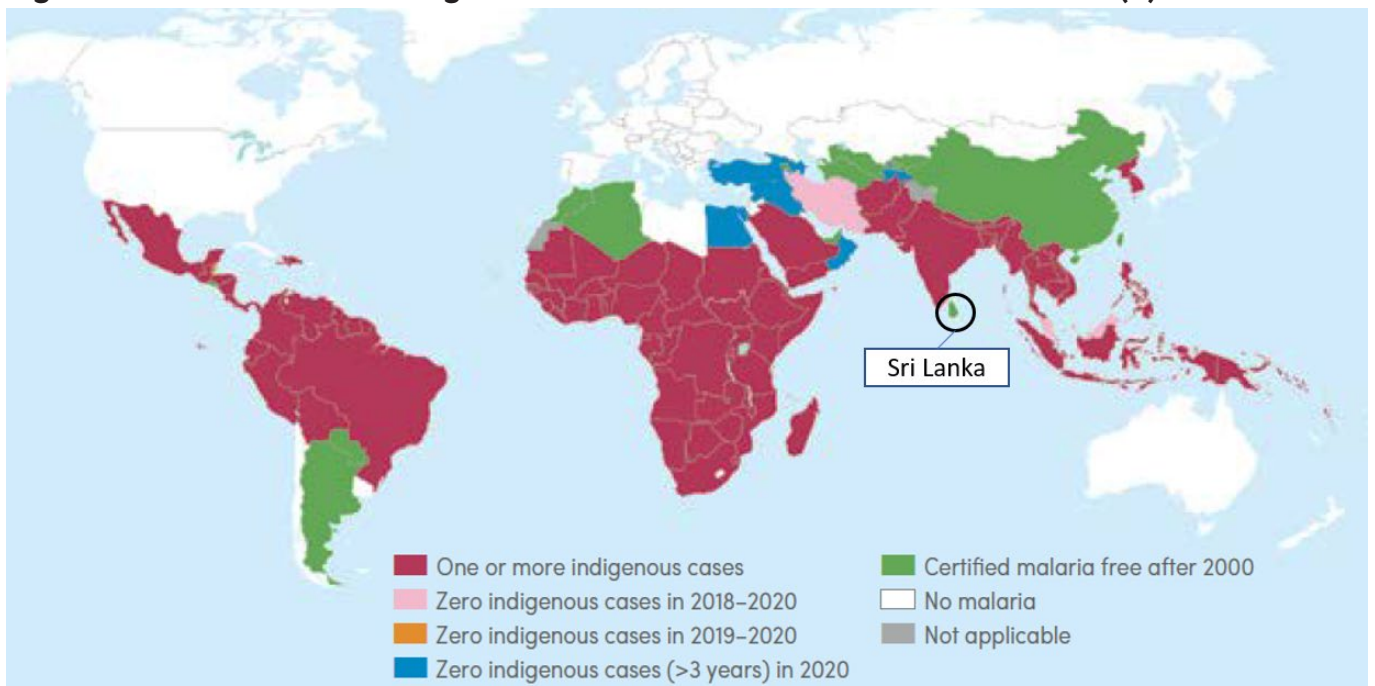 Sri Lanka
One or more indigenous cases
Zero indigenous cases in 2018–2020
Zero indigenous cases in 2019–2020
Zero indigenous cases (>3 years) in 2020
Certified malaria free after 2000
No malaria
Not applicable